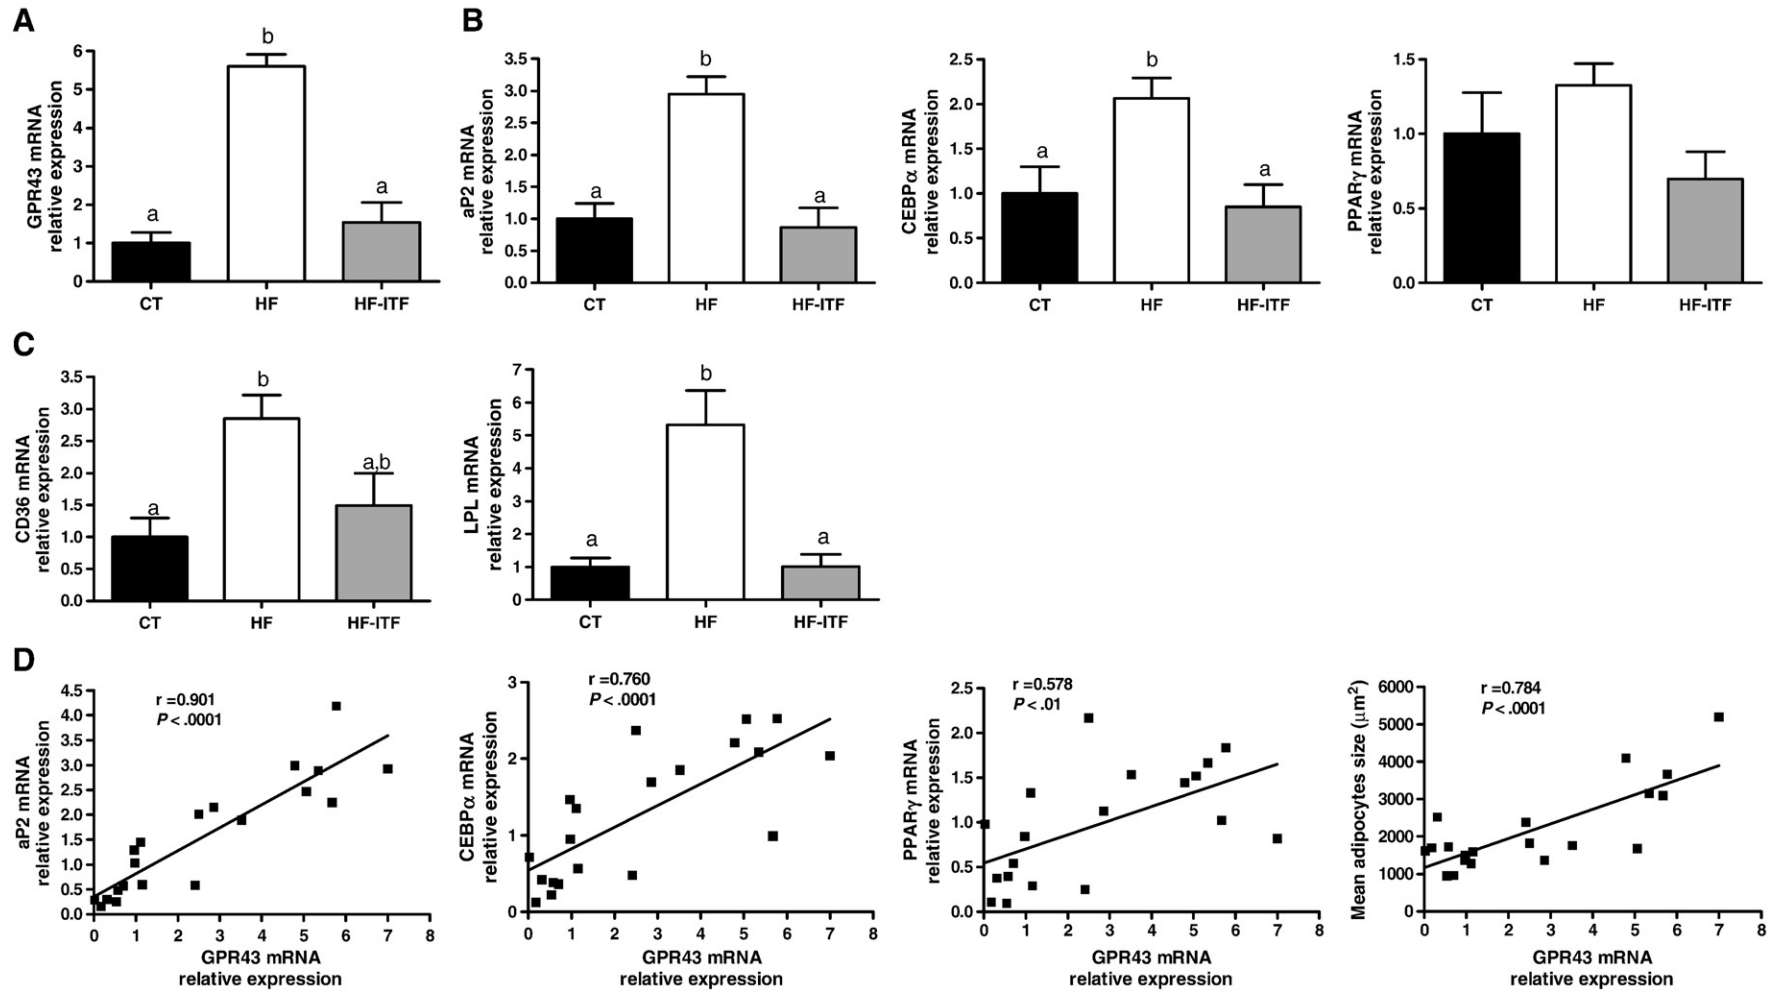 A
GPR43 mRNA
relative expression
6
5
4
3
2
1
0
a
b
a
CT
HF
HF-ITF
B
aP2 mRNA
relative expression
3.5
3.0
2.5
2.0
1.5
1.0
0.5
0.0
a
b
a
CT
HF
HF-ITF
CEBPα mRNA
relative expression
2.5
2.0
1.5
1.0
0.5
0.0
a
b
a
CT
HF
HF-ITF
PPARγ mRNA
relative expression
1.5
1.0
0.5
0.0
CT
HF
HF-ITF
C
CD36 mRNA
relative expression
3.5
3.0
2.5
2.0
1.5
1.0
0.5
0.0
a
b
a,b
CT
HF
HF-ITF
LPL mRNA
relative expression
7
6
5
4
3
2
1
0
a
b
a
CT
HF
HF-ITF
D
aP2 mRNA
relative expression
4.5
4.0
3.5
3.0
2.5
2.0
1.5
1.0
0.5
0.0
r =0.901
P < .0001
0 1 2 3 4 5 6 7 8
GPR43 mRNA
relative expression
CEBPα mRNA
relative expression
3
2
1
0
r =0.760
P < .0001
0 1 2 3 4 5 6 7 8
GPR43 mRNA
relative expression
PPARγ mRNA
relative expression
2.5
2.0
1.5
1.0
0.5
0.0
r =0.578
P < .01
0 1 2 3 4 5 6 7 8
GPR43 mRNA
relative expression
Mean adipocytes size (μm²)
6000
5000
4000
3000
2000
1000
0
r =0.784
P < .0001
0 1 2 3 4 5 6 7 8
GPR43 mRNA
relative expression